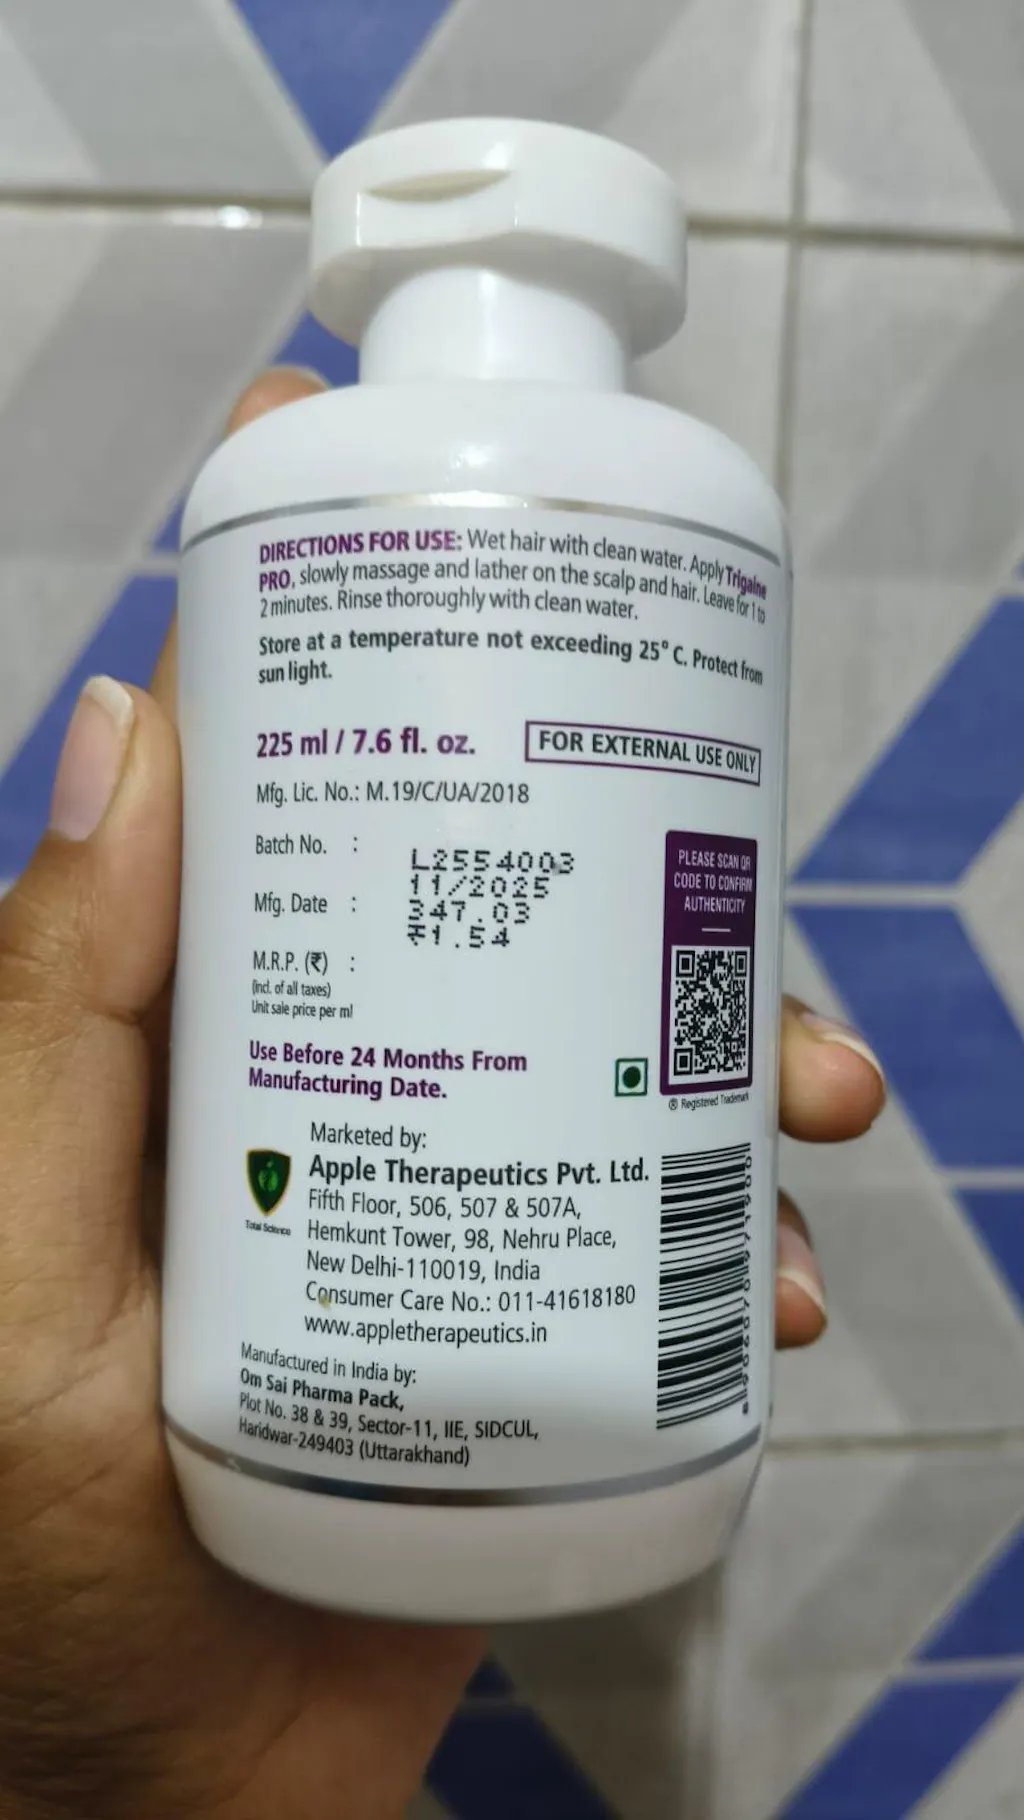 DIRECTIONS FOR USE: Wet hair with clean water. Apply Trigaine
PRO, slowly massage and lather on the scalp and hair. Leave for 1 to
2 minutes. Rinse thoroughly with clean water.
Store at a temperature not exceeding 25° C. Protect from
sun light.
225 ml / 7.6 fl. oz.
FOR EXTERNAL USE ONLY
Mfg. Lic. No.: M.19/C/UA/2018
Batch No. : L2554003
11/2025
Mfg. Date : 347.03
₹1.54
M.R.P. (₹) :
(incl. of all taxes)
Unit sale price per ml
PLEASE SCAN QR
CODE TO CONFIRM
AUTHENTICITY
Use Before 24 Months From
Manufacturing Date.
® Registered Trademark
Marketed by:
Apple Therapeutics Pvt. Ltd.
Fifth Floor, 506, 507 & 507A,
Hemkunt Tower, 98, Nehru Place,
New Delhi-110019, India
Consumer Care No.: 011-41618180
www.appletherapeutics.in
Total Science
Manufactured in India by:
Om Sai Pharma Pack,
Plot No. 38 & 39, Sector-11, IIE, SIDCUL,
Haridwar-249403 (Uttarakhand)